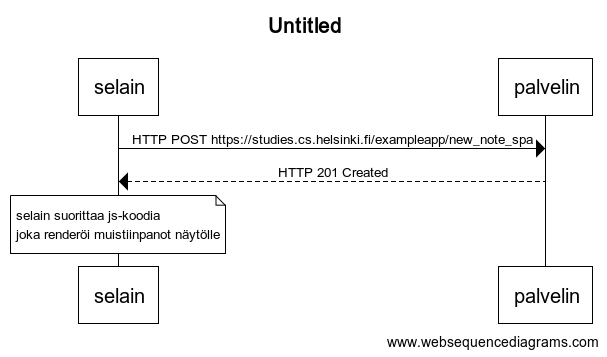 Untitled
selain
palvelin
HTTP POST https://studies.cs.helsinki.fi/exampleapp/new_note_spa
HTTP 201 Created
selain suorittaa js-koodia
joka renderöi muistiinpanot näytölle
selain
palvelin
www.websequencediagrams.com